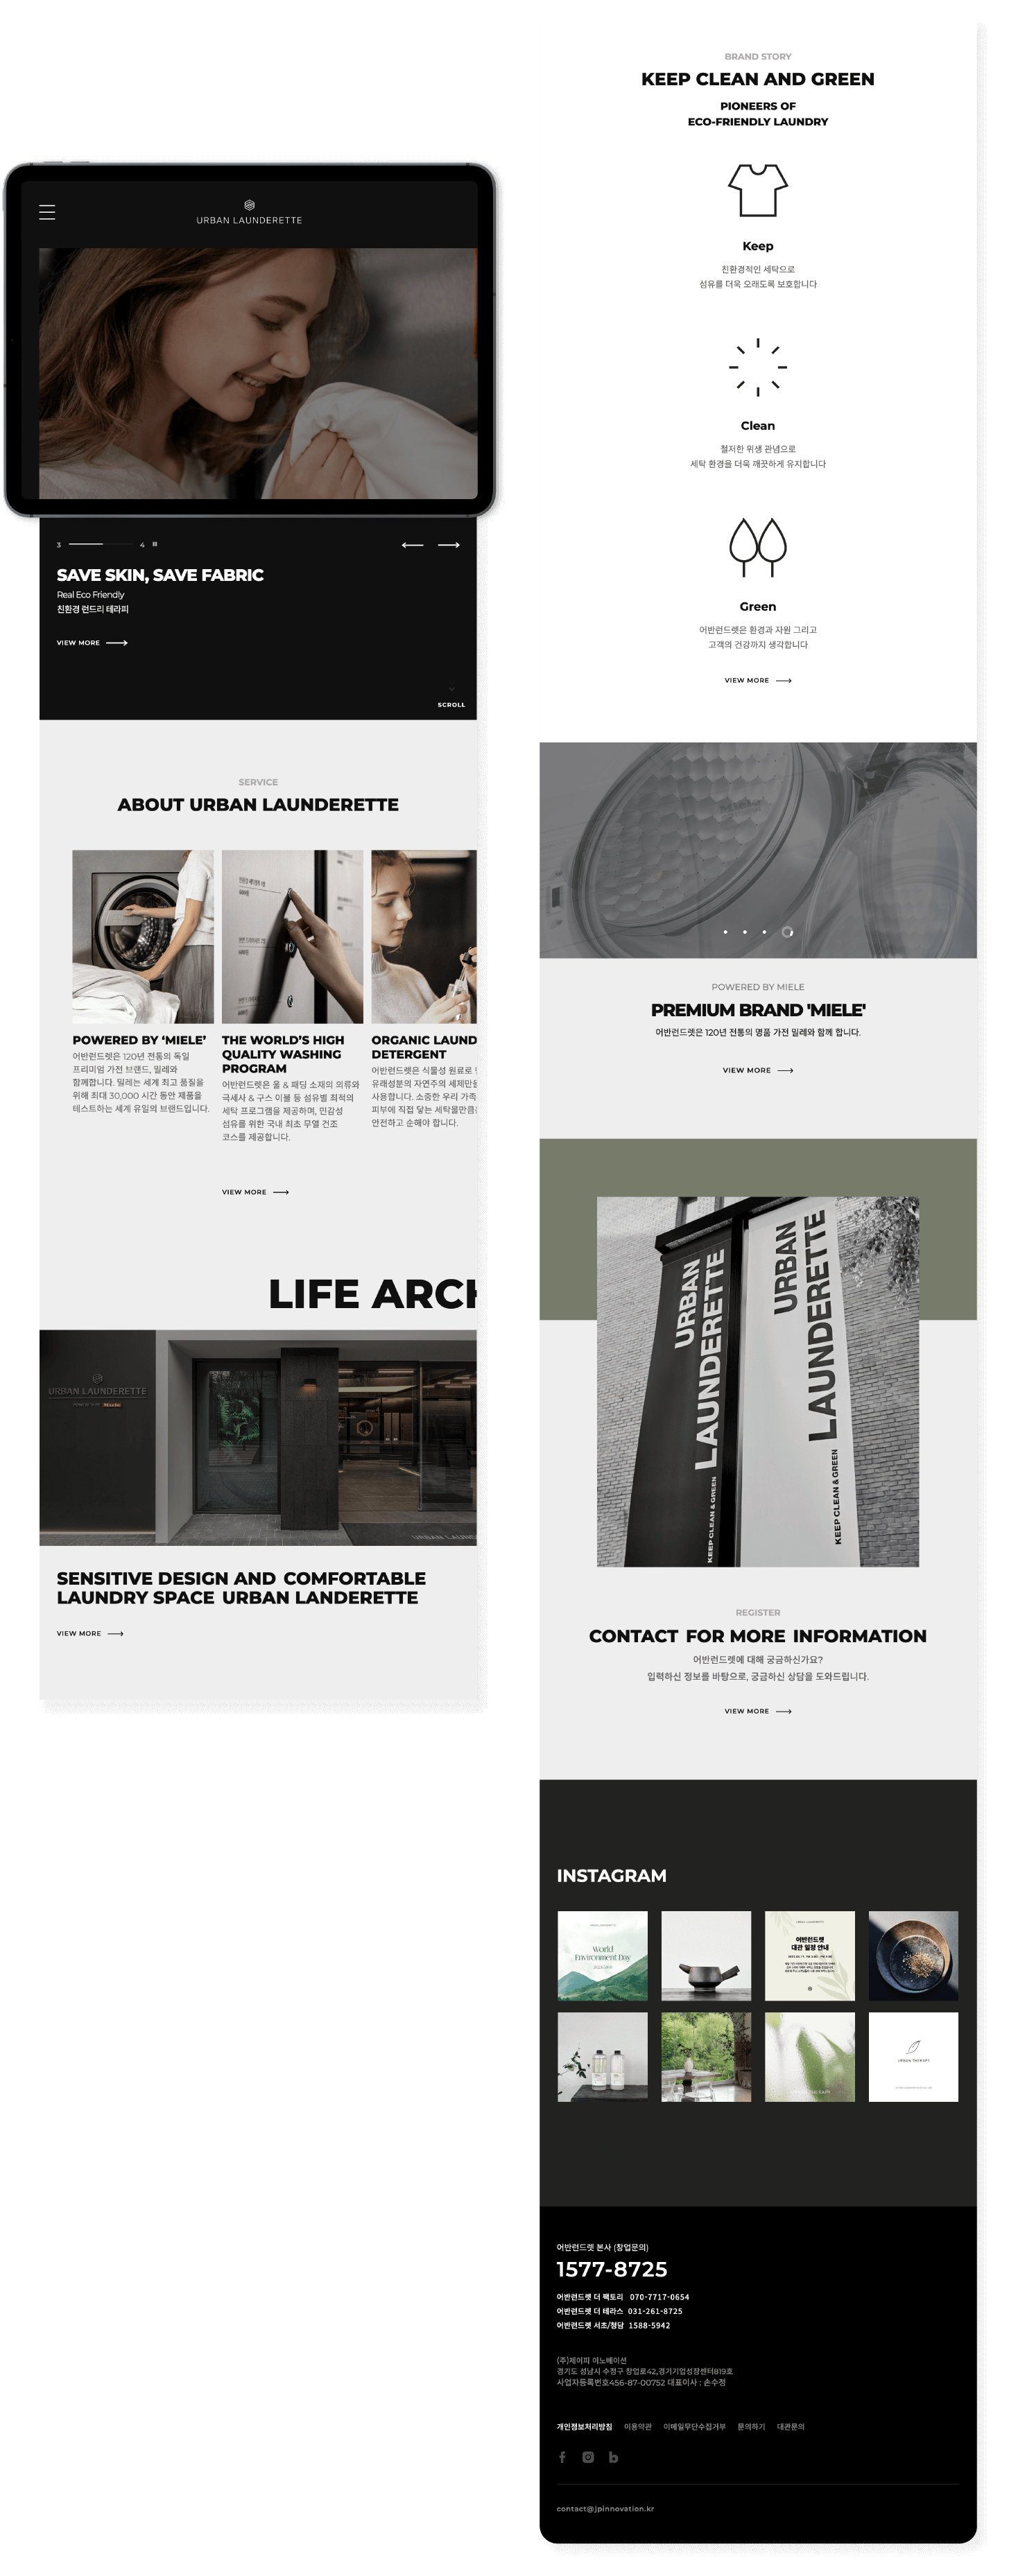 URBAN LAUNDERETTE
3
4
SAVE SKIN, SAVE FABRIC
Real Eco Friendly
친환경 런드리 테라피
VIEW MORE
SCROLL
SERVICE
ABOUT URBAN LAUNDERETTE
POWERED BY ‘MIELE’
어반런드렛은 120년 전통의 독일
프리미엄 가전 브랜드, 밀레와
함께합니다. 밀레는 세계 최고 품질을
위해 최대 30,000 시간 동안 제품을
테스트하는 세계 유일의 브랜드입니다.
THE WORLD’S HIGH
QUALITY WASHING
PROGRAM
어반런드렛은 울 & 패딩 소재의 의류와
극세사 & 구스 이불 등 섬유별 최적의
세탁 프로그램을 제공하며, 민감성
섬유를 위한 국내 최초 무열 건조
코스를 제공합니다.
ORGANIC LAUND
DETERGENT
어반런드렛은 식물성 원료로
유래성분의 자연주의 세제만을
사용합니다. 소중한 우리 가족
피부에 직접 닿는 세탁물만큼은
안전하고 순해야 합니다.
VIEW MORE
LIFE ARCH
URBAN LAUNDERETTE
SENSITIVE DESIGN AND COMFORTABLE
LAUNDRY SPACE URBAN LANDERETTE
VIEW MORE
BRAND STORY
KEEP CLEAN AND GREEN
PIONEERS OF
ECO-FRIENDLY LAUNDRY
Keep
친환경적인 세탁으로
섬유를 더욱 오래도록 보호합니다
Clean
철저한 위생 관념으로
세탁 환경을 더욱 깨끗하게 유지합니다
Green
어반런드렛은 환경과 자원 그리고
고객의 건강까지 생각합니다
VIEW MORE
POWERED BY MIELE
PREMIUM BRAND 'MIELE'
어반런드렛은 120년 전통의 명품 가전 밀레와 함께 합니다.
VIEW MORE
URBAN
LAUNDERETTE
KEEP CLEAN & GREEN
URBAN
LAUNDERETTE
KEEP CLEAN & GREEN
REGISTER
CONTACT FOR MORE INFORMATION
어반런드렛에 대해 궁금하신가요?
입력하신 정보를 바탕으로, 궁금하신 상담을 도와드립니다.
VIEW MORE
INSTAGRAM
World
Environment Day
어반런드렛
대관 일정 안내
URBAN THERAPY
어반런드렛 본사 (창업문의)
1577-8725
어반런드렛 더 팩토리 070-7717-0654
어반런드렛 더 테라스 031-261-8725
어반런드렛 서초/청담 1588-5942
(주)제이피 이노베이션
경기도 성남시 수정구 창업로42,경기기업성장센터819호
사업자등록번호456-87-00752 대표이사 : 손수정
개인정보처리방침 이용약관 이메일무단수집거부 문의하기 대관문의
contact@jpinnovation.kr